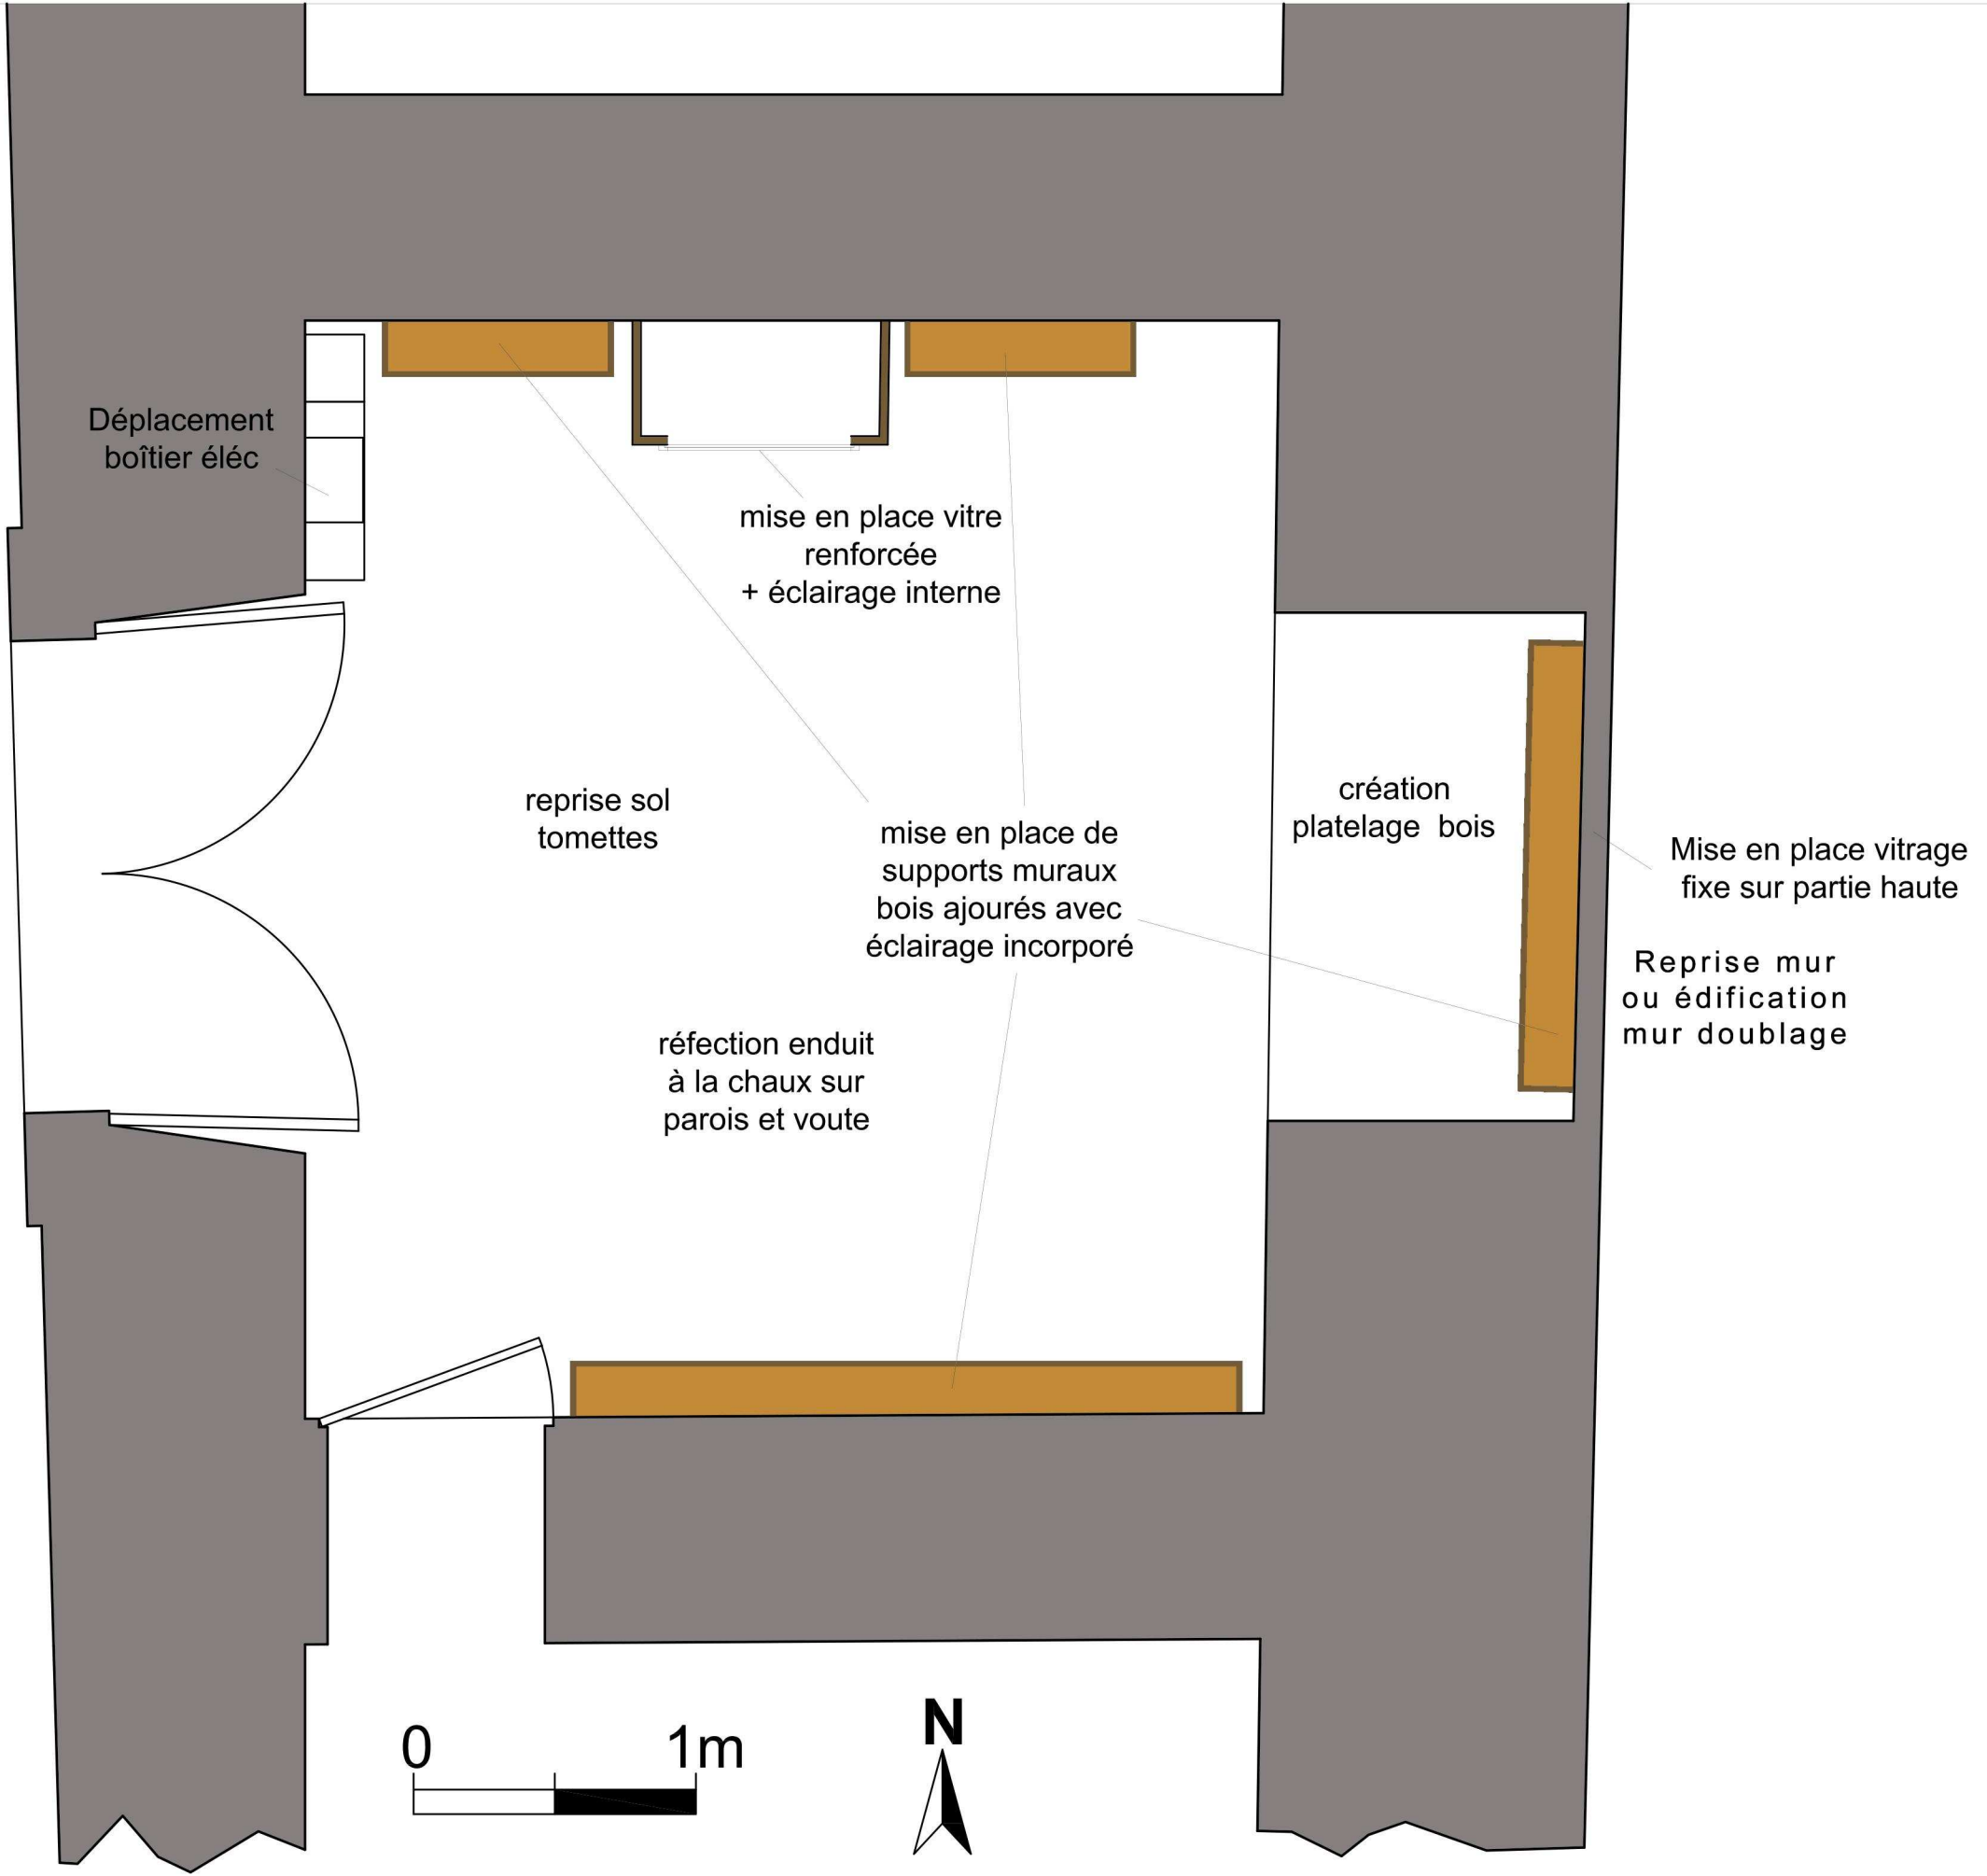 Déplacement
boîtier éléc
mise en place vitre
renforcée
+ éclairage interne
reprise sol
tomettes
mise en place de
supports muraux
bois ajourés avec
éclairage incorporé
création
platelage  bois
Mise en place vitrage
fixe sur partie haute
Reprise mur
ou édification
mur doublage
réfection enduit
à la chaux sur
parois et voute
0
1m
N